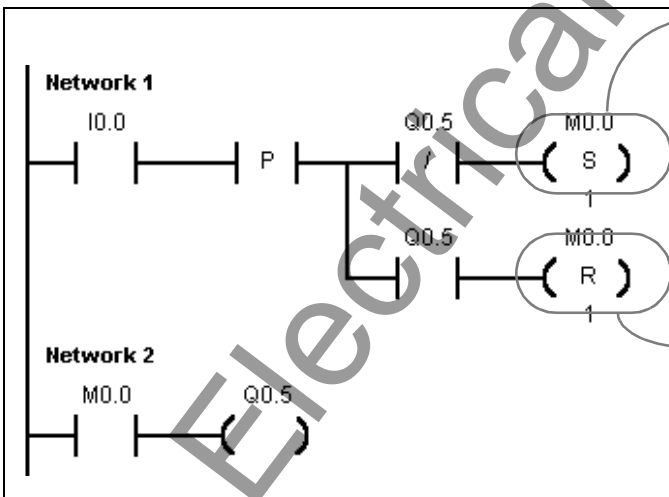 Network 1
I0.0
P
Q0.5
/
M0.0
S
1
Q0.5
M0.0
R
1
Network 2
M0.0
Q0.5
Electrical